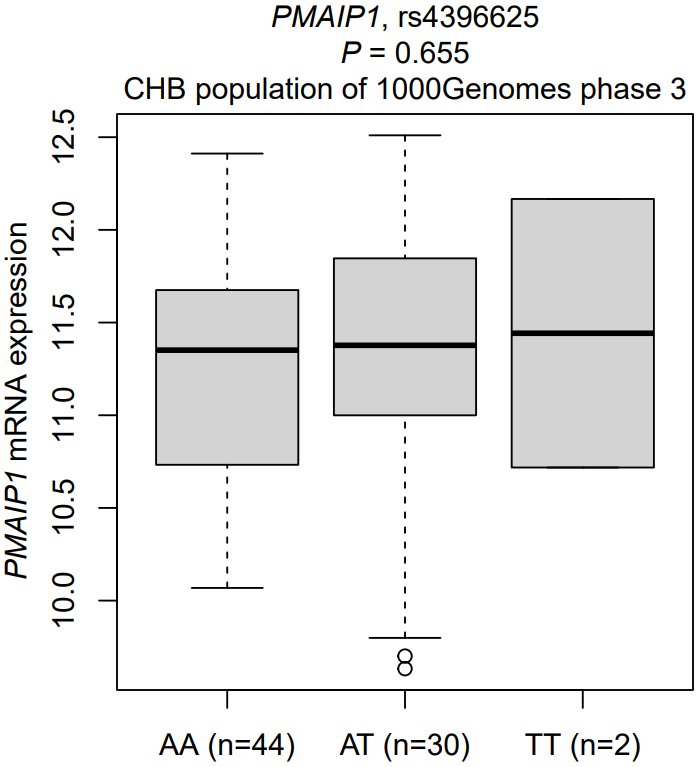 PMAIP1, rs4396625
P = 0.655
CHB population of 1000Genomes phase 3
PMAIP1 mRNA expression
12.5
12.0
11.5
11.0
10.5
10.0
AA (n=44) AT (n=30) TT (n=2)